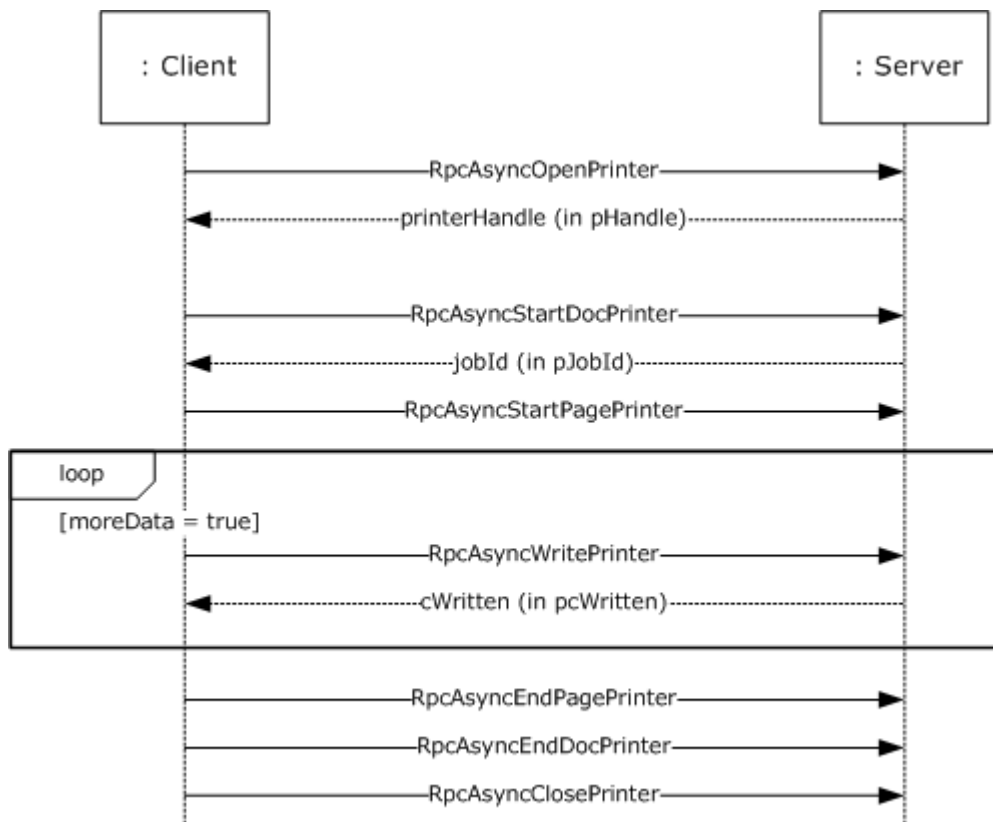 : Client
: Server
RpcAsyncOpenPrinter
printerHandle (in pHandle)
RpcAsyncStartDocPrinter
jobId (in pJobId)
RpcAsyncStartPagePrinter
loop
[moreData = true]
RpcAsyncWritePrinter
cWritten (in pcWritten)
RpcAsyncEndPagePrinter
RpcAsyncEndDocPrinter
RpcAsyncClosePrinter